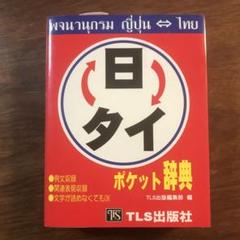 พจนานุกรม ญี่ปุ่น ⇔ ไทย
日
タイ
ポケット辞典
●例文収録
●関連表現収録
●文字が読めなくてもOK
TLS出版編集部 編
TLS TLS出版社